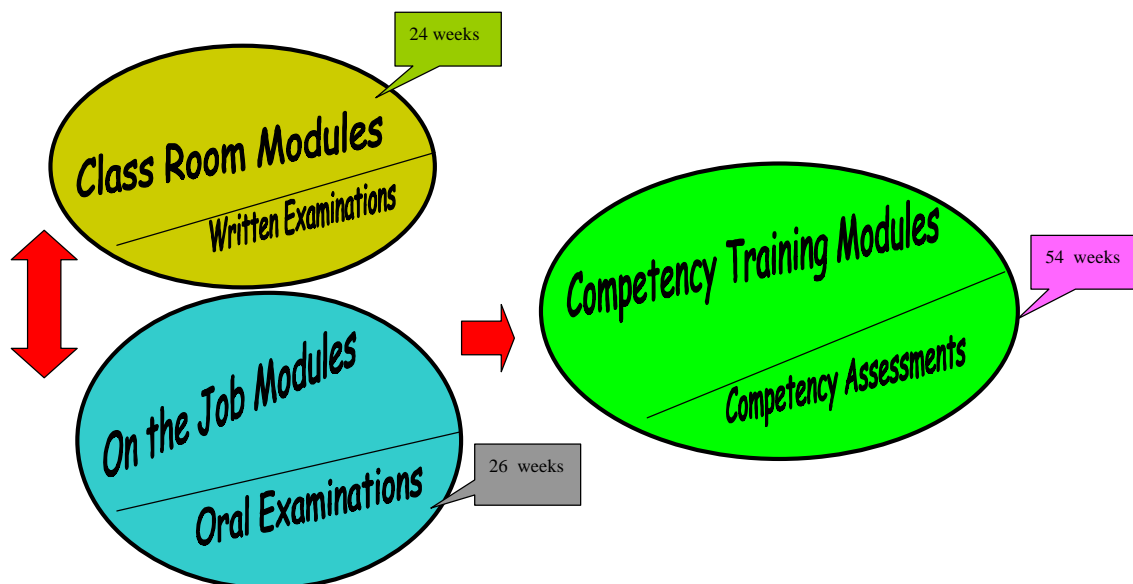 24 weeks
Class Room Modules
Written Examinations
Competency Training Modules
54 weeks
Competency Assessments
On the Job Modules
26 weeks
Oral Examinations